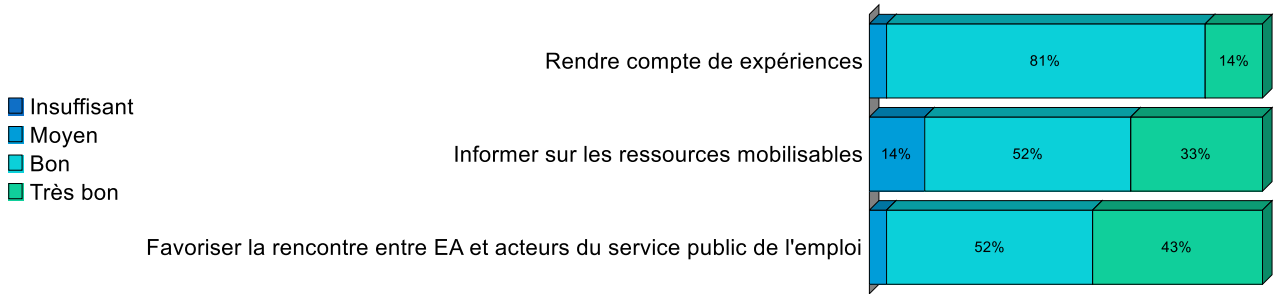 Insuffisant
Moyen
Bon
Très bon
Rendre compte de expériences
81%
14%
Informer sur les ressources mobilisables
14%
52%
33%
Favoriser la rencontre entre EA et acteurs du service public de l'emploi
52%
43%